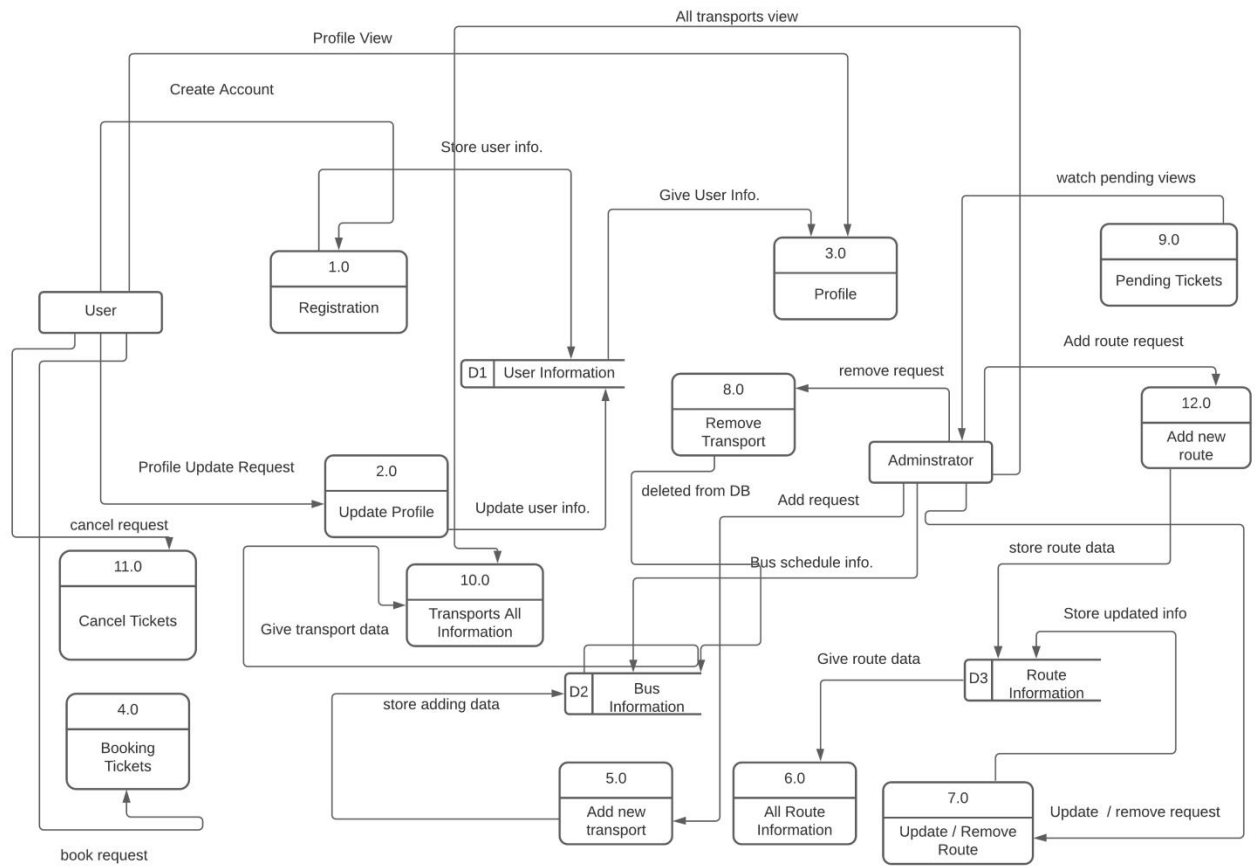 All transports view
Profile View
Create Account
Store user info.
watch pending views
Give User Info.
1.0
Registration
3.0
Profile
9.0
Pending Tickets
User
Add route request
D1
User Information
remove request
8.0
Remove
Transport
12.0
Add new
route
Adminstrator
Profile Update Request
2.0
Update Profile
deleted from DB
Add request
Update user info.
cancel request
11.0
Cancel Tickets
Bus schedule info.
store route data
10.0
Transports All
Information
Give transport data
Store updated info
Give route data
D2
Bus
Information
D3
Route
Information
store adding data
4.0
Booking
Tickets
5.0
Add new
transport
6.0
All Route
Information
7.0
Update / Remove
Route
Update / remove request
book request